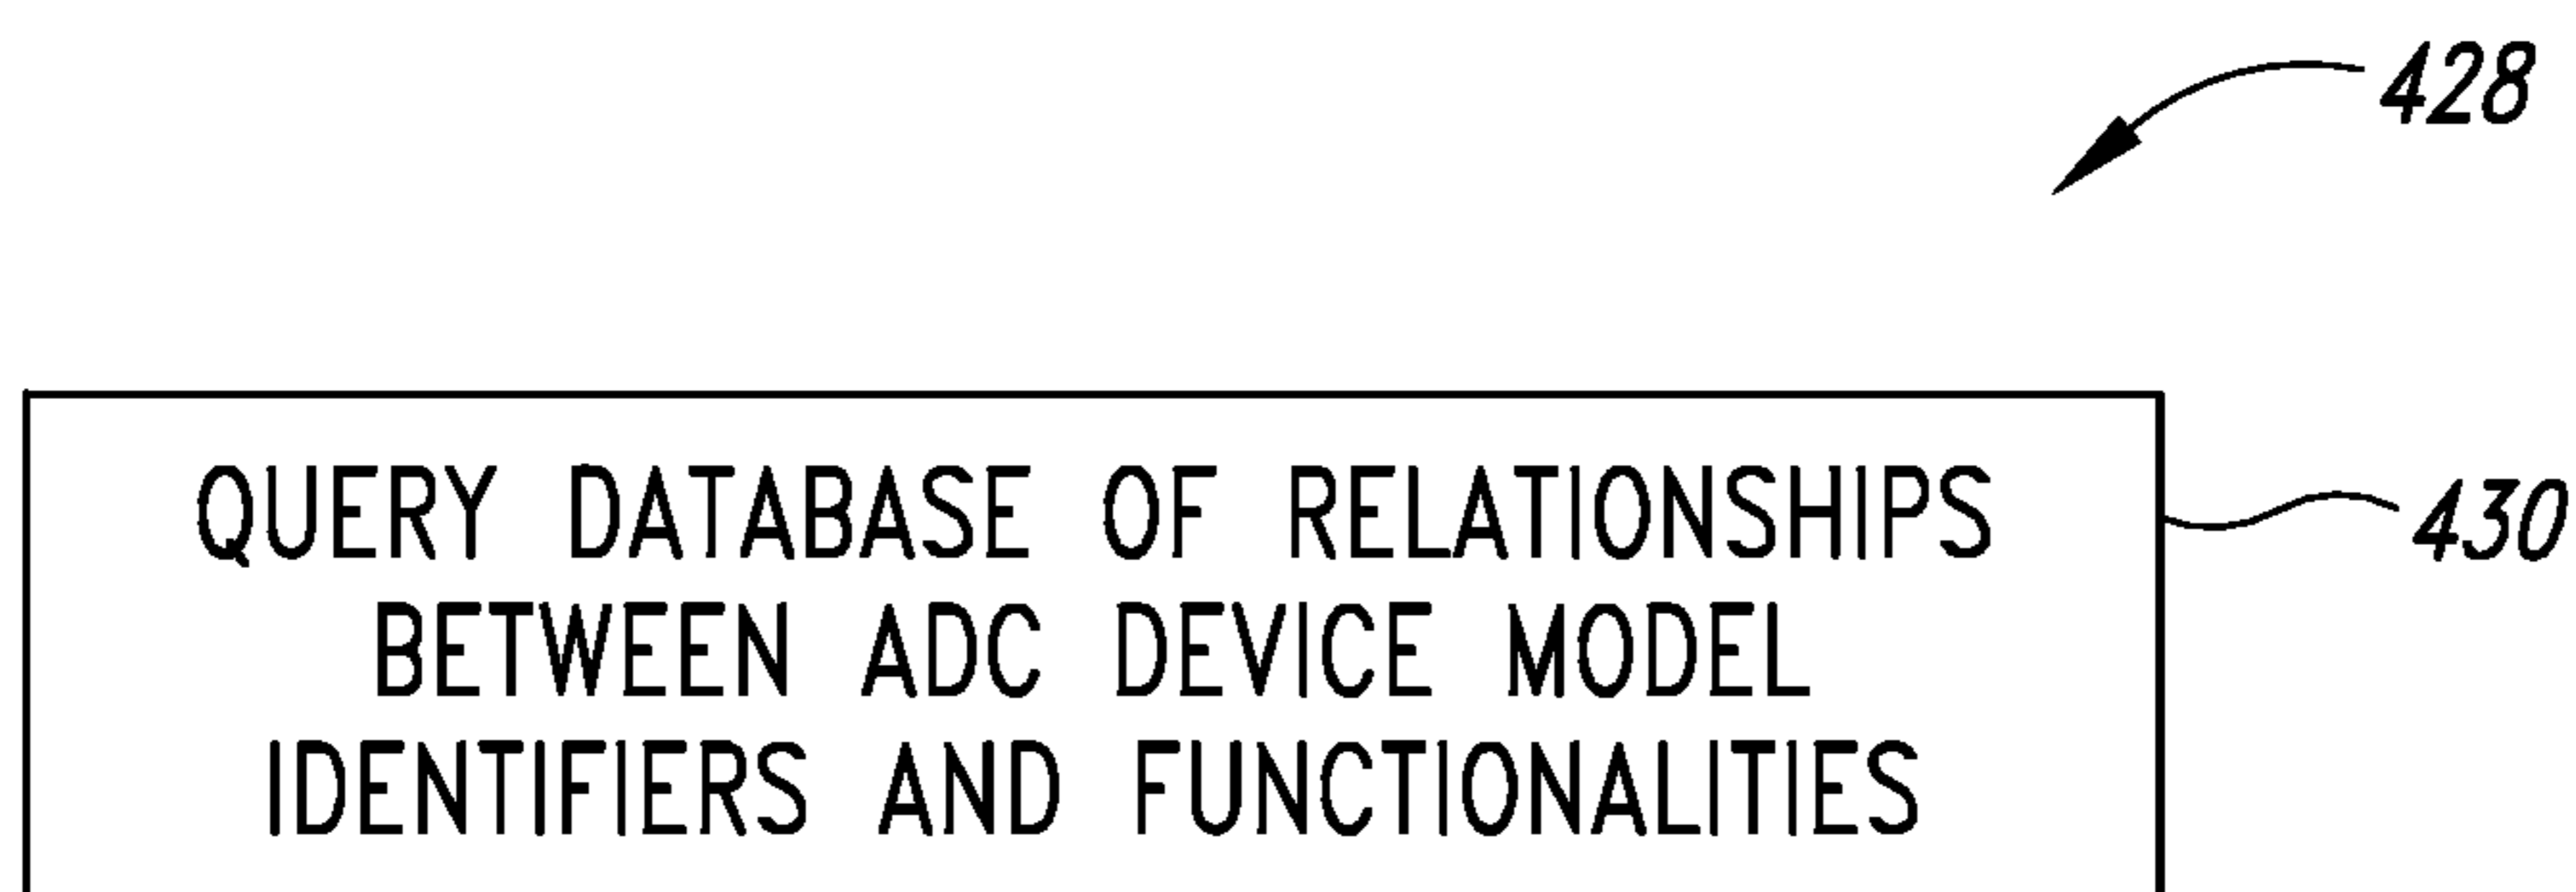 428
QUERY DATABASE OF RELATIONSHIPS
430
BETWEEN ADC DEVICE MODEL
IDENTIFIERS AND FUNCTIONALITIES